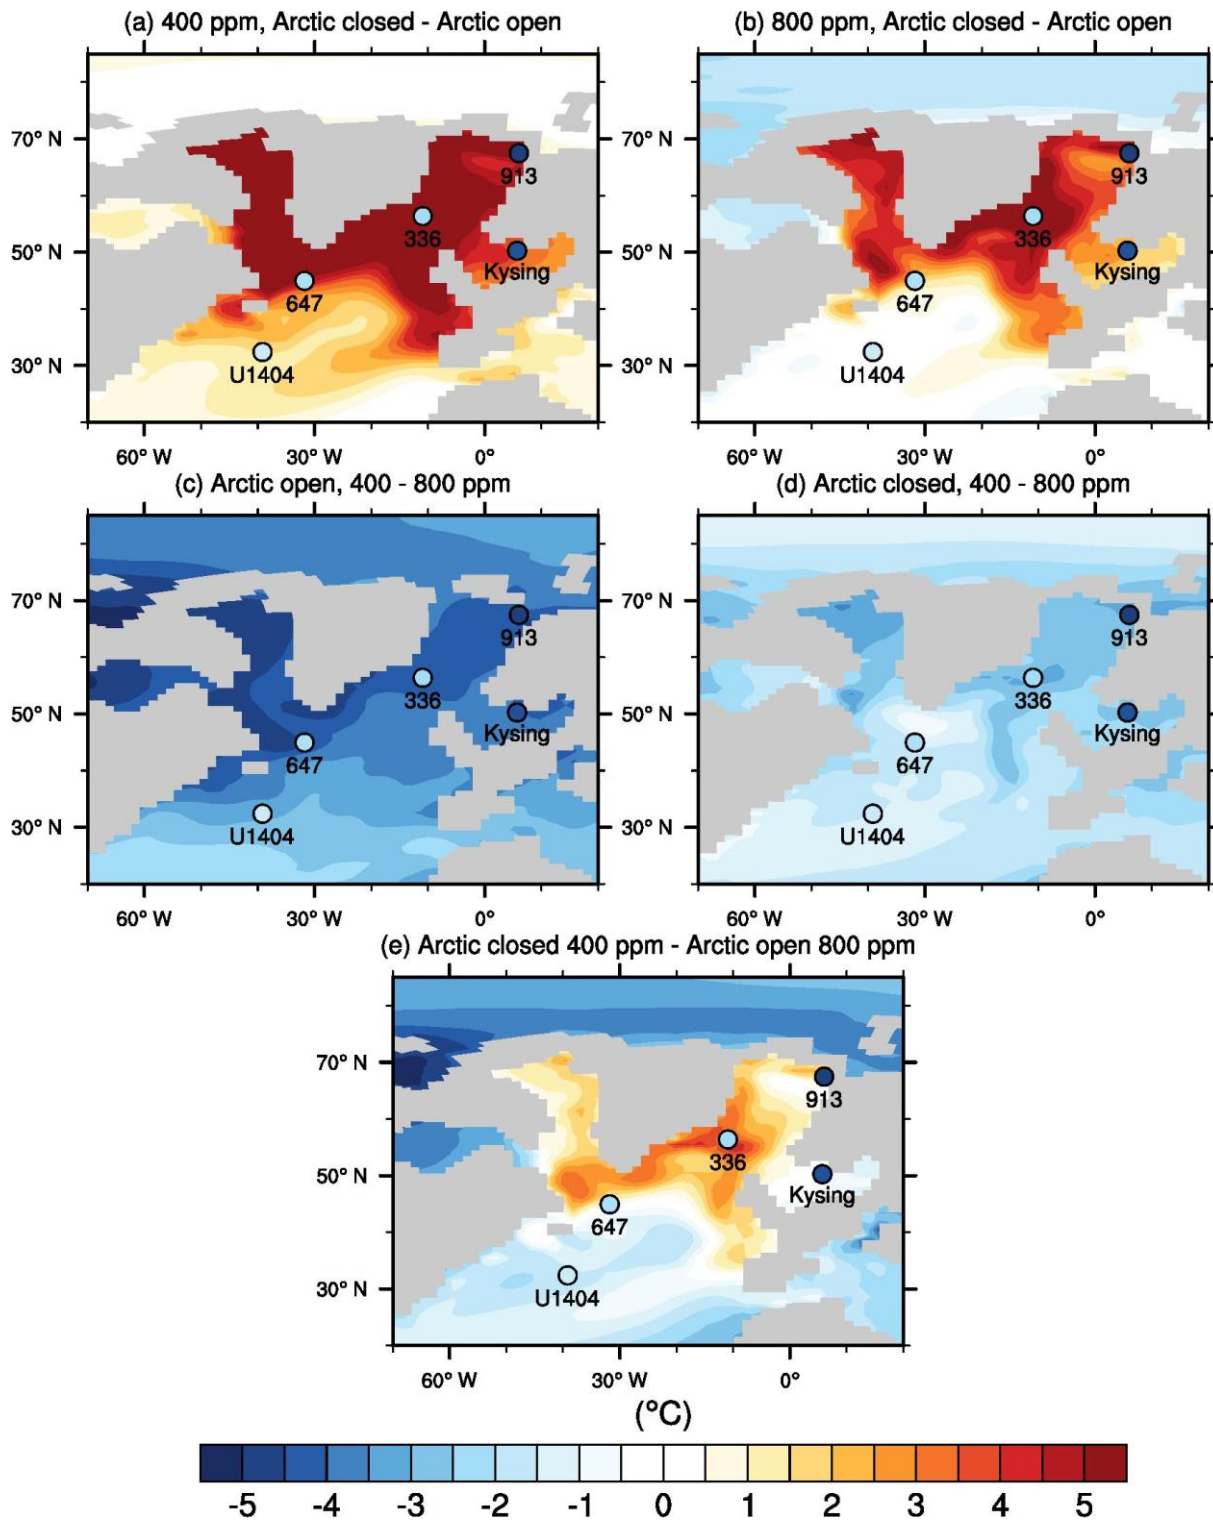 (a) 400 ppm, Arctic closed - Arctic open
(b) 800 ppm, Arctic closed - Arctic open
70° N
50° N
30° N
913
336
Kysing
647
U1404
60° W 30° W 0°
70° N
50° N
30° N
913
336
Kysing
647
U1404
60° W 30° W 0°
(c) Arctic open, 400 - 800 ppm
(d) Arctic closed, 400 - 800 ppm
70° N
50° N
30° N
913
336
Kysing
647
U1404
60° W 30° W 0°
70° N
50° N
30° N
913
336
Kysing
647
U1404
60° W 30° W 0°
(e) Arctic closed 400 ppm - Arctic open 800 ppm
70° N
50° N
30° N
913
336
Kysing
647
U1404
60° W 30° W 0°
(°C)
-5 -4 -3 -2 -1 0 1 2 3 4 5